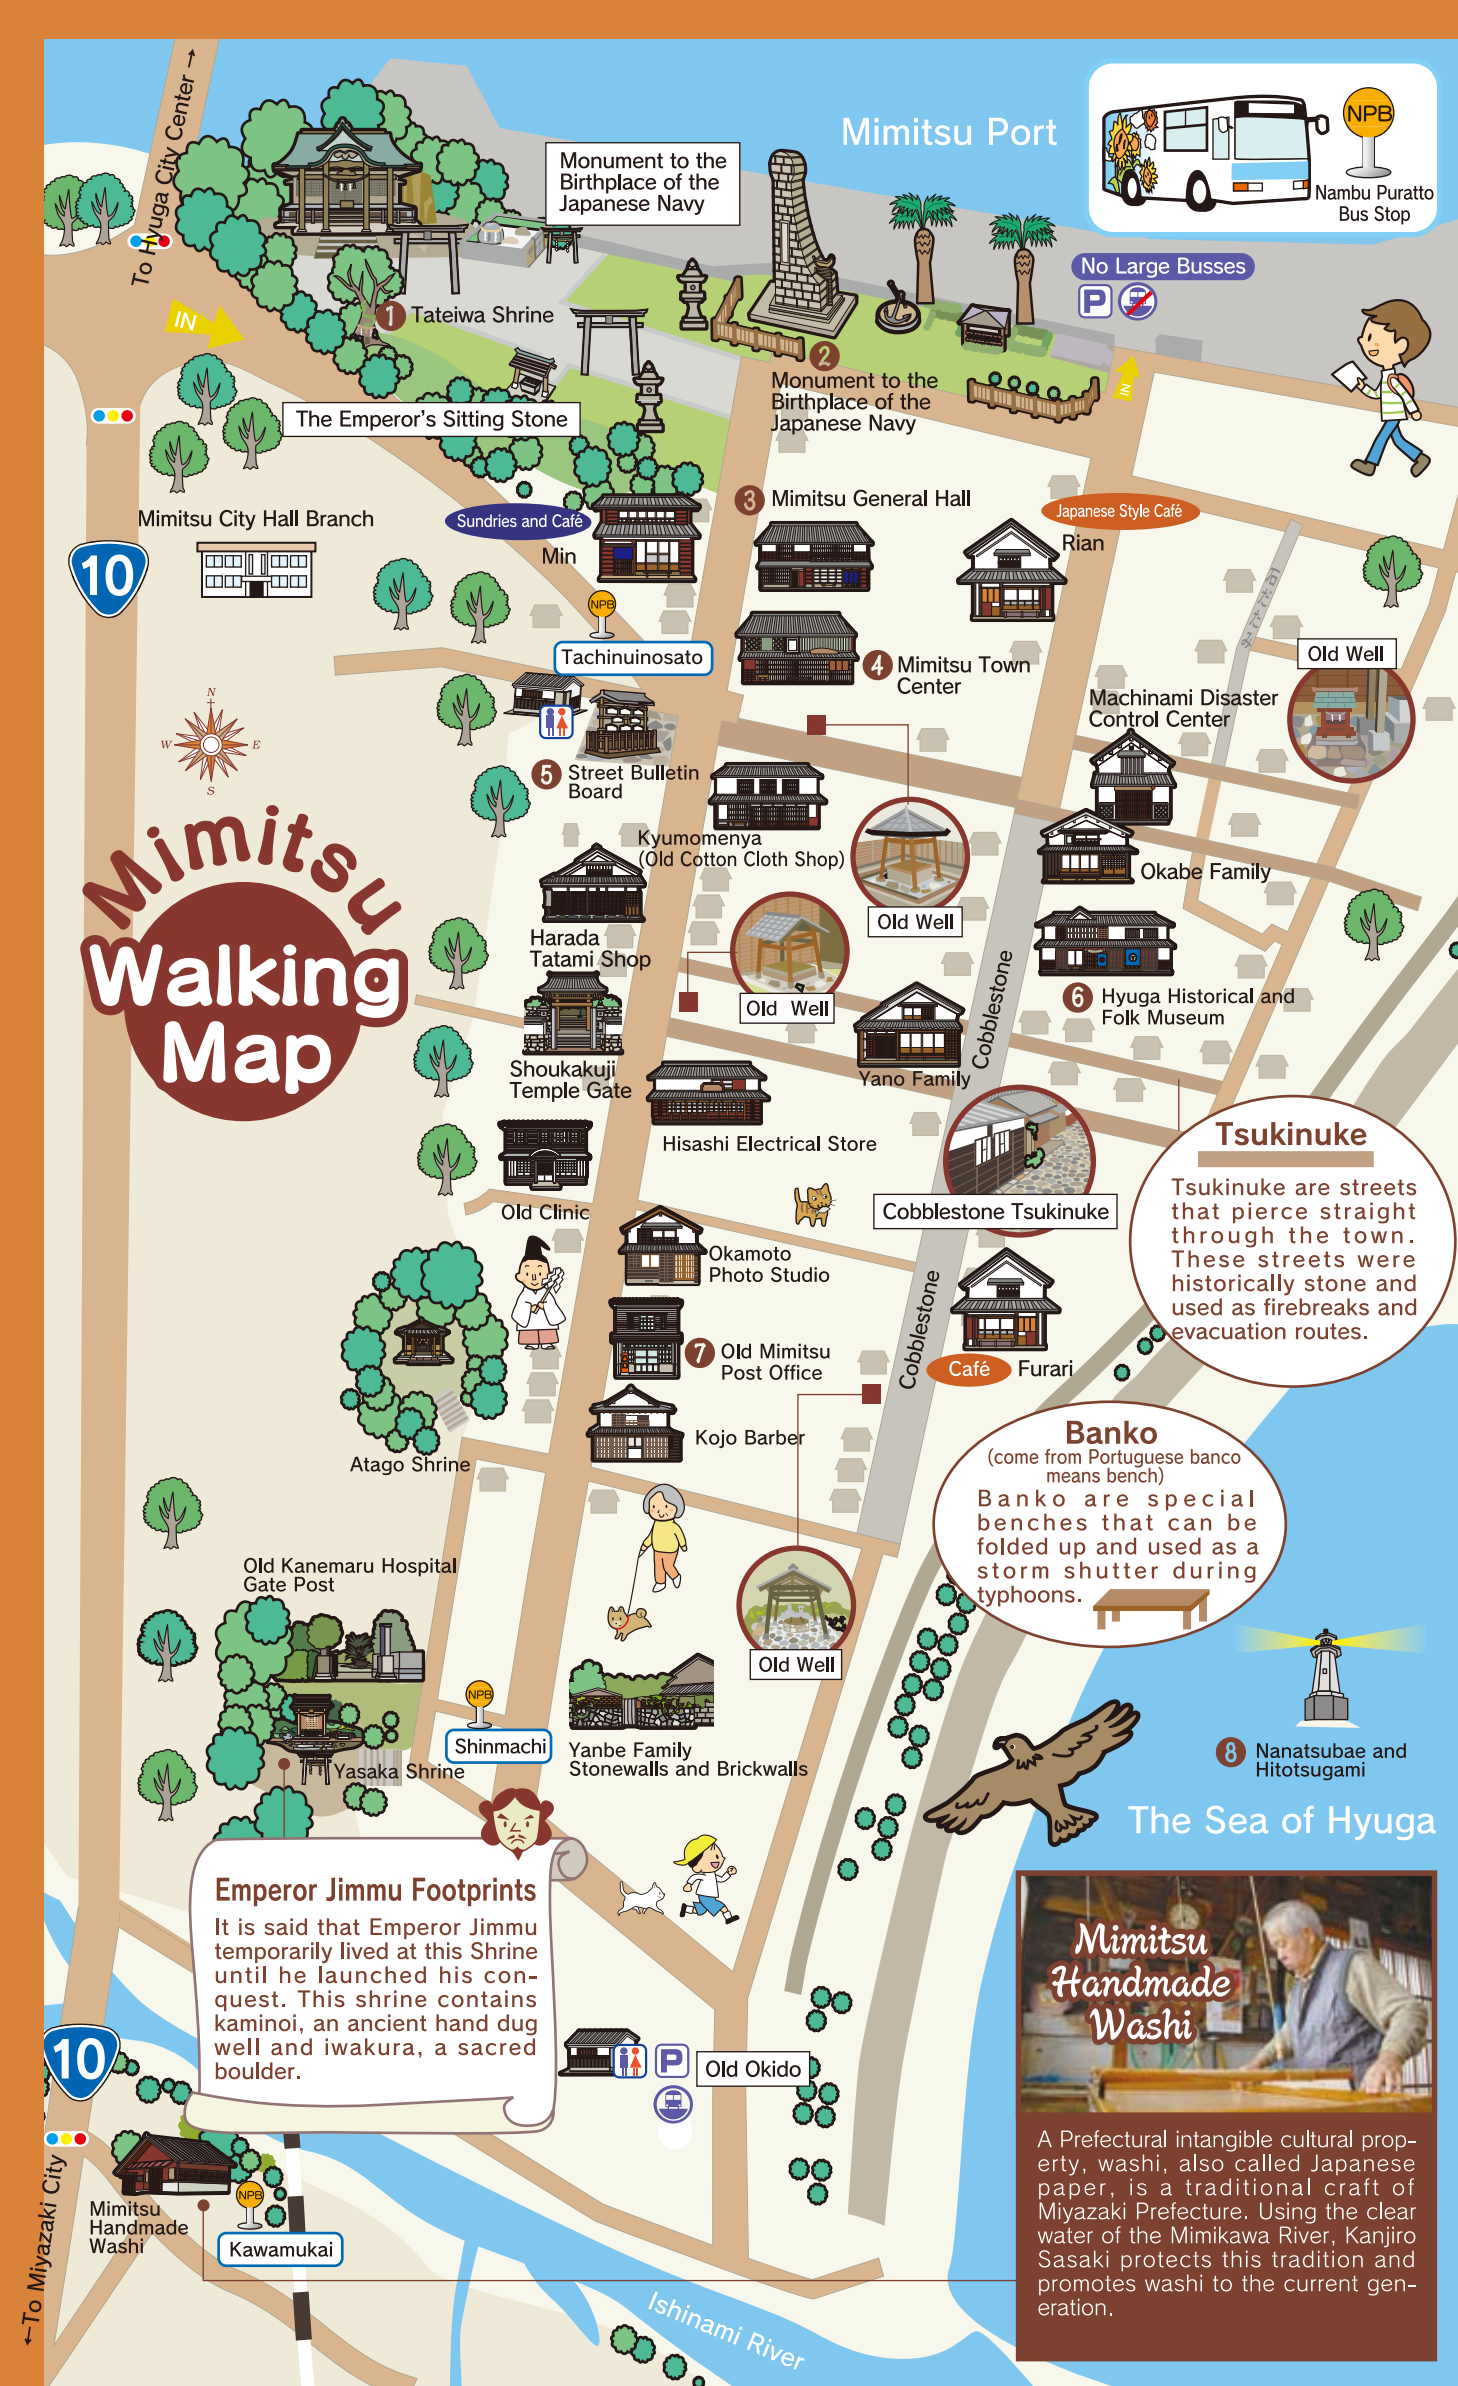 To Hyuga City Center →
Mimitsu Port
NPB
Nambu Puratto
Bus Stop
Monument to the
Birthplace of the
Japanese Navy
No Large Busses
P
IN
1 Tateiwa Shrine
2
Monument to the
Birthplace of the
Japanese Navy
IN
The Emperor's Sitting Stone
Mimitsu City Hall Branch
10
Sundries and Café
Min
3 Mimitsu General Hall
Japanese Style Café
Rian
NPB
Tachinuinosato
4 Mimitsu Town
Center
Old Well
Machinami Disaster
Control Center
N
W E
S
5 Street Bulletin
Board
Kyumomenya
(Old Cotton Cloth Shop)
Okabe Family
Old Well
Mimitsu
Walking
Map
Harada
Tatami Shop
Old Well
Cobblestone
6 Hyuga Historical and
Folk Museum
Shoukakuji
Temple Gate
Yano Family
Hisashi Electrical Store
Tsukinuke
Tsukinuke are streets
that pierce straight
through the town.
These streets were
historically stone and
used as firebreaks and
evacuation routes.
Old Clinic
Cobblestone Tsukinuke
Okamoto
Photo Studio
Cobblestone
7 Old Mimitsu
Post Office
Café Furari
Kojo Barber
Atago Shrine
Banko
(come from Portuguese banco
means bench)
Banko are special
benches that can be
folded up and used as a
storm shutter during
typhoons.
Old Kanemaru Hospital
Gate Post
Old Well
NPB
Shinmachi
Yanbe Family
Stonewalls and Brickwalls
Yasaka Shrine
8 Nanatsubae and
Hitotsugami
The Sea of Hyuga
Emperor Jimmu Footprints
It is said that Emperor Jimmu
temporarily lived at this Shrine
until he launched his con-
quest. This shrine contains
kaminoi, an ancient hand dug
well and iwakura, a sacred
boulder.
Mimitsu
Handmade
Washi
A Prefectural intangible cultural prop-
erty, washi, also called Japanese
paper, is a traditional craft of
Miyazaki Prefecture. Using the clear
water of the Mimikawa River, Kanjiro
Sasaki protects this tradition and
promotes washi to the current gen-
eration.
10
P
Old Okido
←To Miyazaki City
Mimitsu
Handmade
Washi
NPB
Kawamukai
Ishinami River